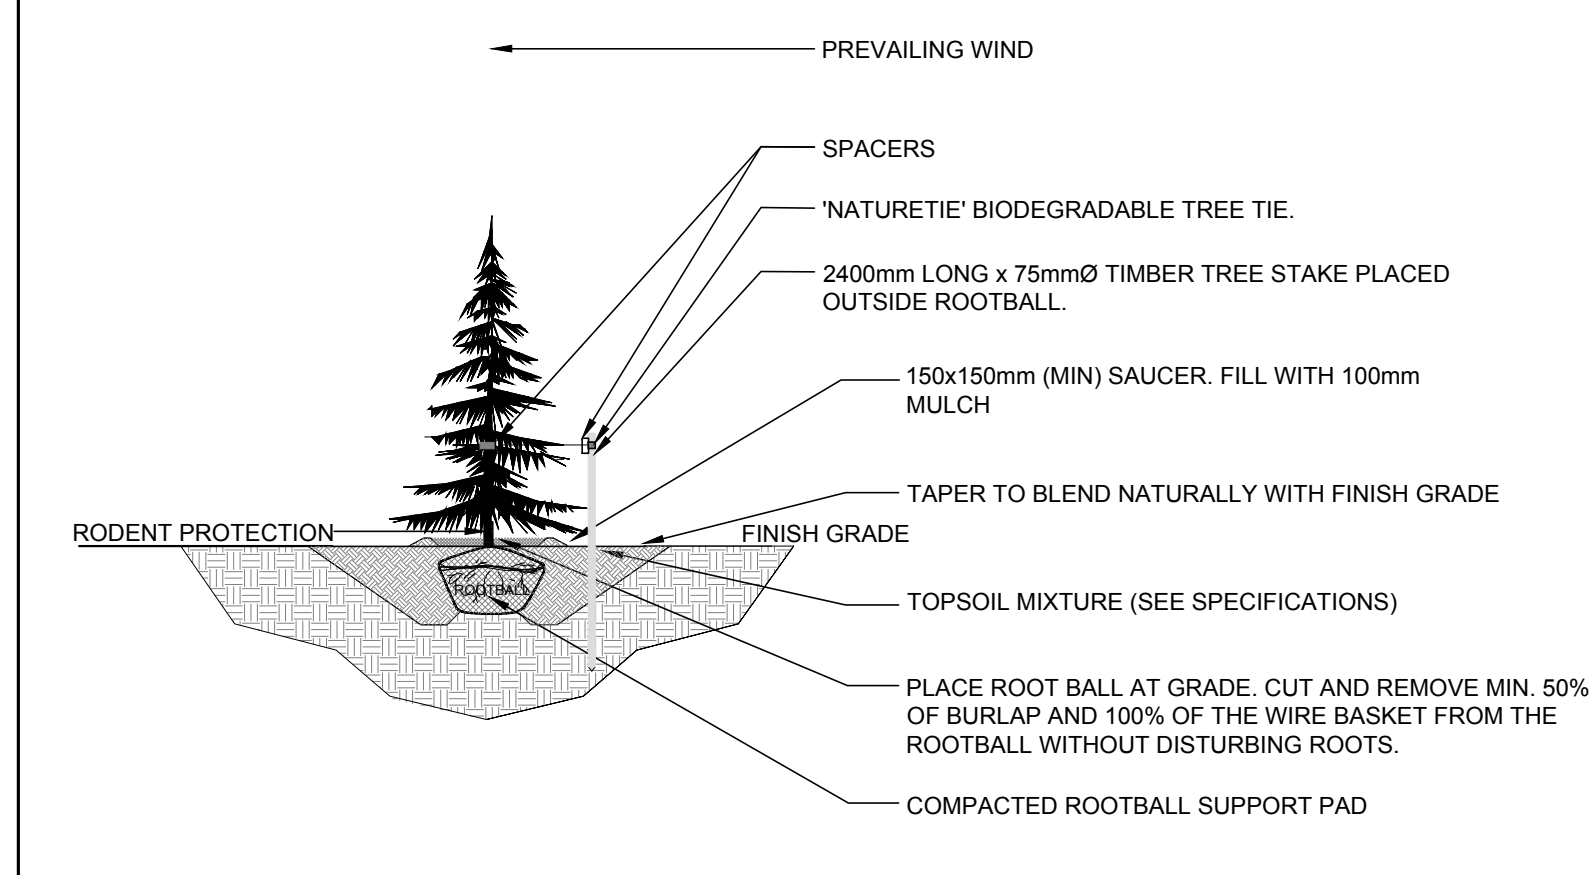 PREVAILING WIND
SPACERS
'NATURETIE' BIODEGRADABLE TREE TIE.
2400mm LONG x 75mmØ TIMBER TREE STAKE PLACED
OUTSIDE ROOTBALL.
150x150mm (MIN) SAUCER. FILL WITH 100mm
MULCH
TAPER TO BLEND NATURALLY WITH FINISH GRADE
RODENT PROTECTION
FINISH GRADE
ROOTBALL
TOPSOIL MIXTURE (SEE SPECIFICATIONS)
PLACE ROOT BALL AT GRADE. CUT AND REMOVE MIN. 50%
OF BURLAP AND 100% OF THE WIRE BASKET FROM THE
ROOTBALL WITHOUT DISTURBING ROOTS.
COMPACTED ROOTBALL SUPPORT PAD